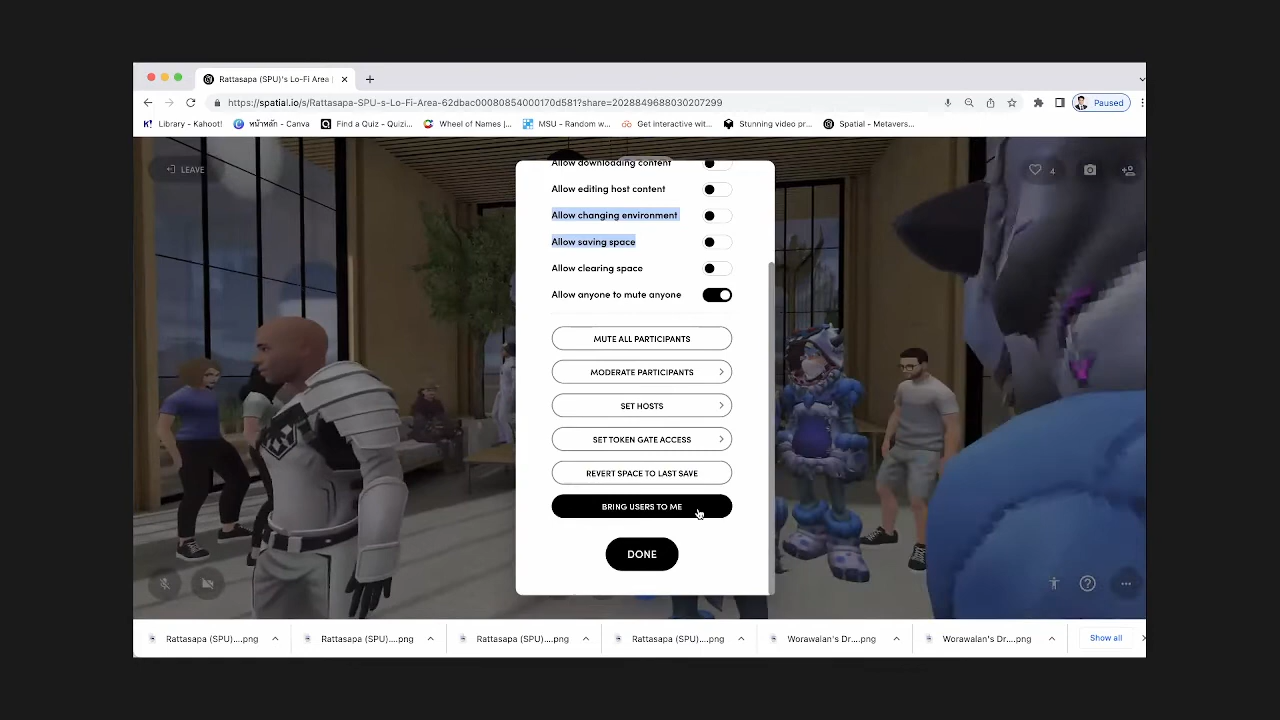 Rattasapa (SPU)'s Lo-Fi Area |
https://spatial.io/s/Rattasapa-SPU-s-Lo-Fi-Area-62dbac00080854000170d581?share=2028849688030207299
Paused
Library - Kahoot!
หน้าหลัก - Canva
Find a Quiz - Quizi...
Wheel of Names |...
MSU - Random w...
Get interactive wit...
Stunning video pr...
Spatial - Metavers...
LEAVE
4
Allow downloading content
Allow editing host content
Allow changing environment
Allow saving space
Allow clearing space
Allow anyone to mute anyone
MUTE ALL PARTICIPANTS
MODERATE PARTICIPANTS
SET HOSTS
SET TOKEN GATE ACCESS
REVERT SPACE TO LAST SAVE
BRING USERS TO ME
DONE
Rattasapa (SPU)....png
Rattasapa (SPU)....png
Rattasapa (SPU)....png
Rattasapa (SPU)....png
Worawalan's Dr....png
Worawalan's Dr....png
Show all